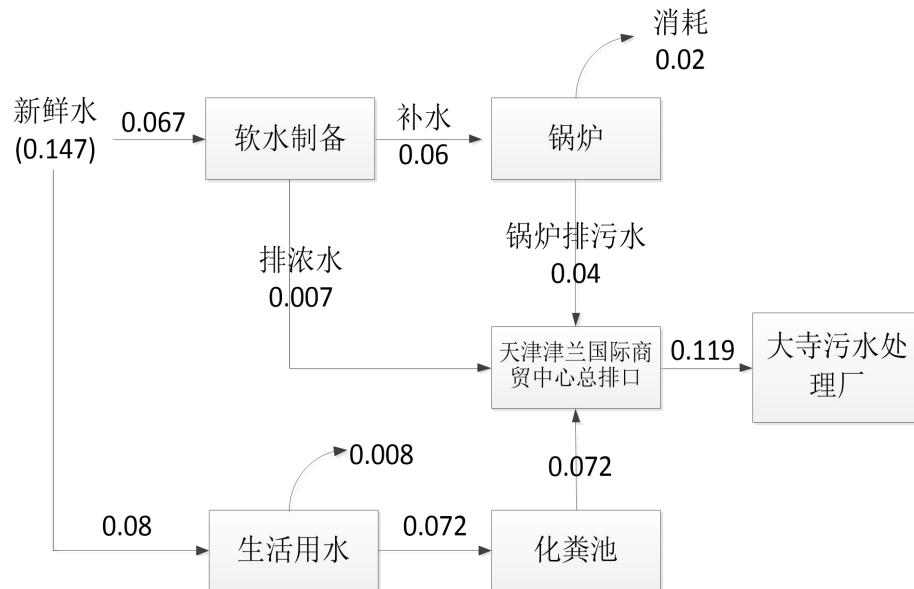 消耗
0.02
新鲜水
(0.147)
0.067
软水制备
补水
0.06
锅炉
排浓水
0.007
锅炉排污水
0.04
天津津兰国际商
贸中心总排口
0.119
大寺污水处
理厂
0.008
0.072
0.08
生活用水
0.072
化粪池